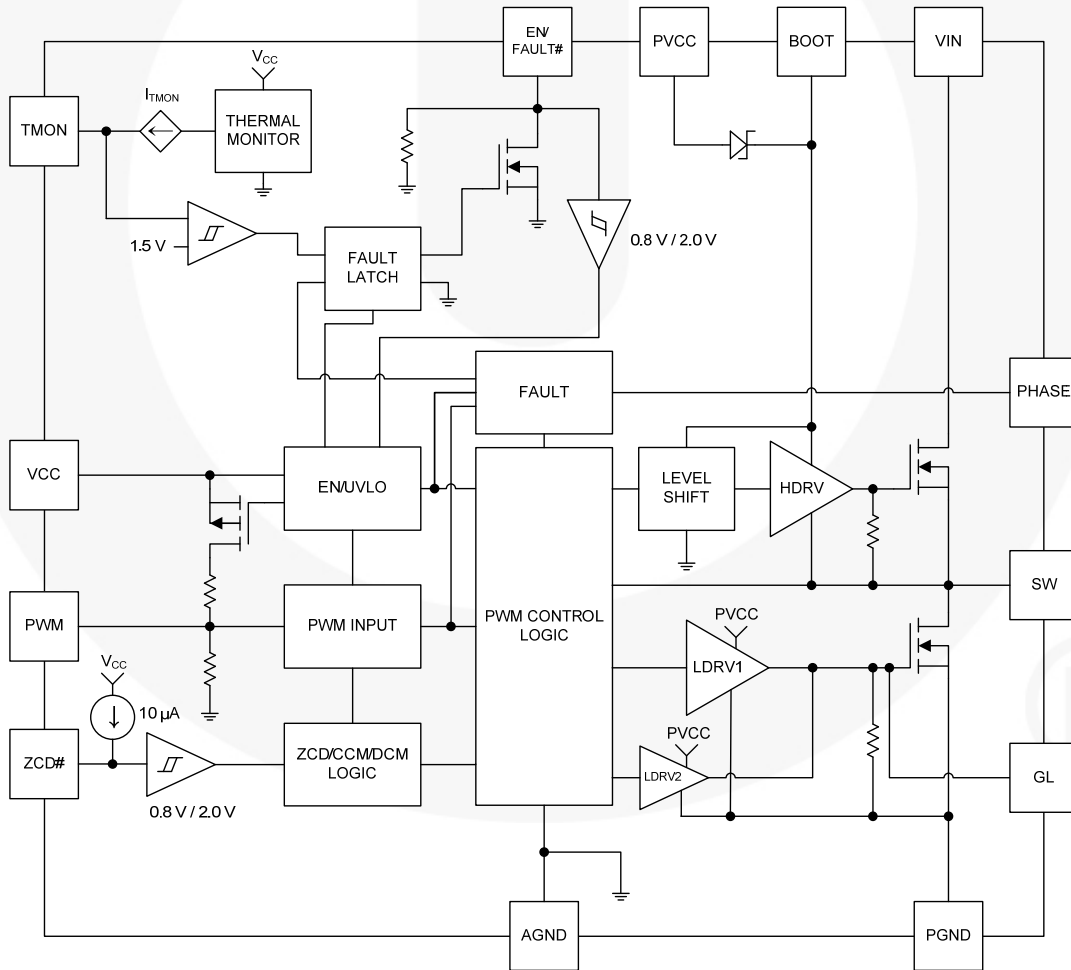 EN/
FAULT#
PVCC
BOOT
VIN
VCC
ITMON
TMON
THERMAL
MONITOR
1.5 V
0.8 V / 2.0 V
FAULT
LATCH
FAULT
PHASE
VCC
EN/UVLO
LEVEL
SHIFT
HDRV
PWM
PWM INPUT
PWM CONTROL
LOGIC
SW
PVCC
LDRV1
VCC
10 µA
ZCD#
ZCD/CCM/DCM
LOGIC
PVCC
LDRV2
GL
0.8 V / 2.0 V
AGND
PGND